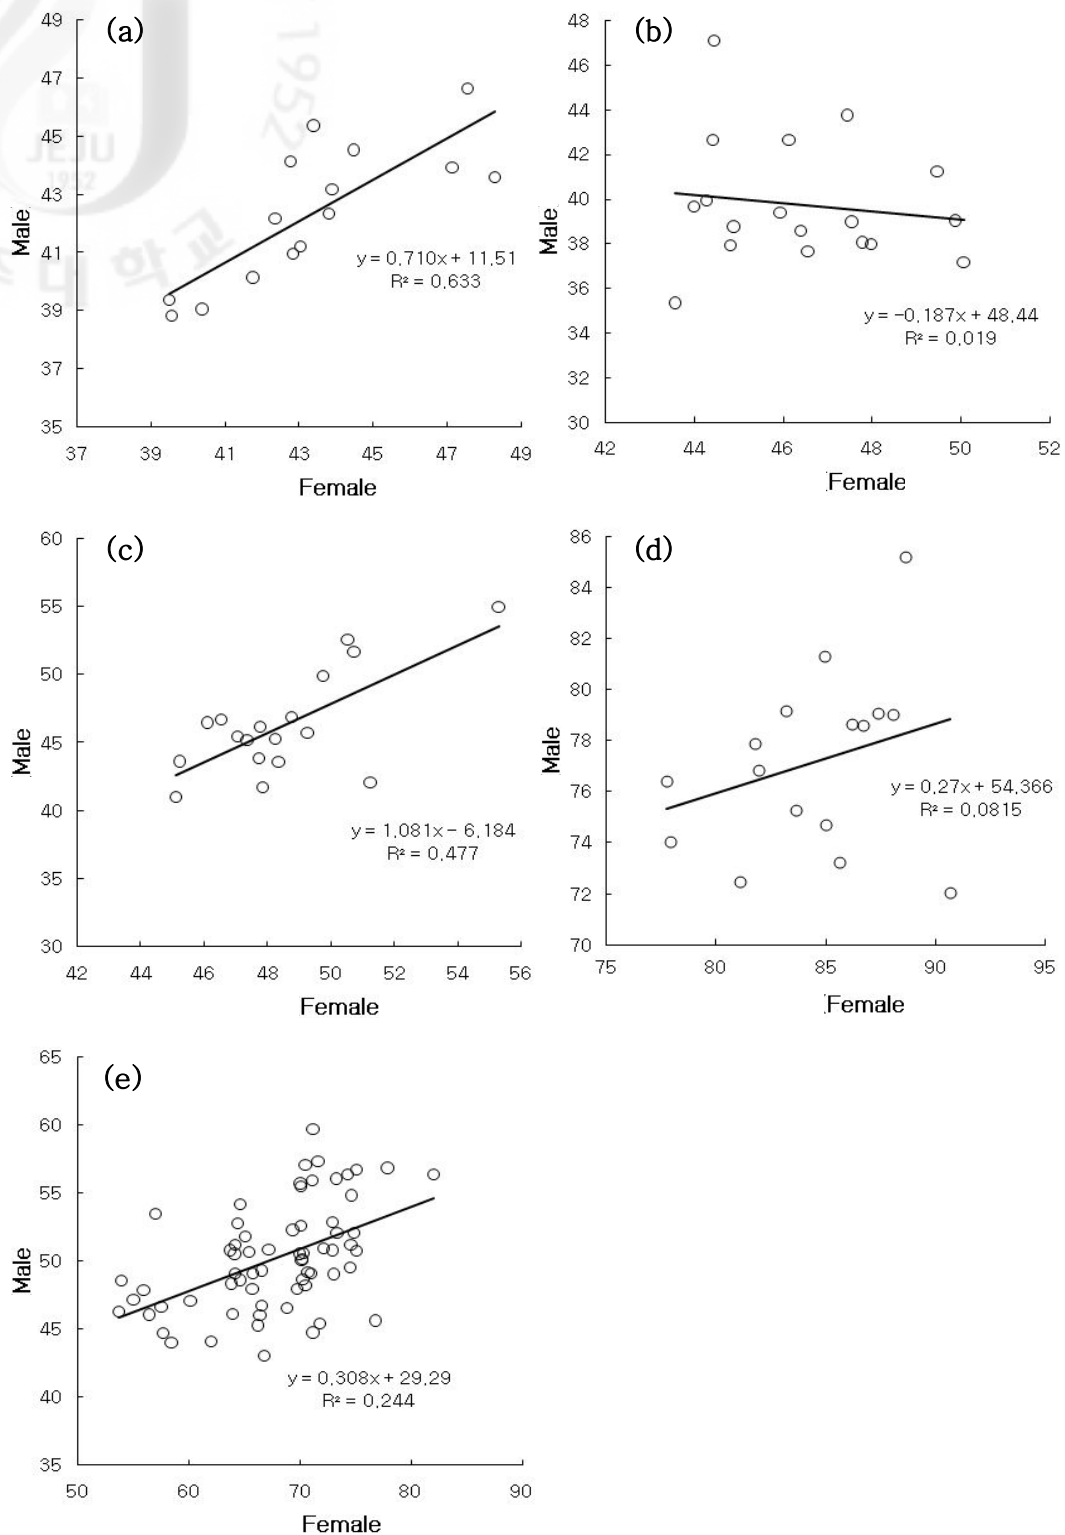 (a)
49
47
45
43
41
39
37
35
Male
y = 0,710x + 11,51
R² = 0,633
37 39 41 43 45 47 49
Female
(b)
48
46
44
42
40
38
36
34
32
30
y = −0,187x + 48,44
R² = 0,019
42 44 46 48 50 52
Female
(c)
60
55
50
45
40
35
30
Male
y = 1,081x − 6,184
R² = 0,477
42 44 46 48 50 52 54 56
Female
(d)
86
84
82
80
78
76
74
72
70
Male
y = 0,27x + 54,366
R² = 0,0815
75 80 85 90 95
Female
(e)
65
60
55
50
45
40
35
Male
y = 0,308x + 29,29
R² = 0,244
50 60 70 80 90
Female
JEJU
1952
1952
대학교